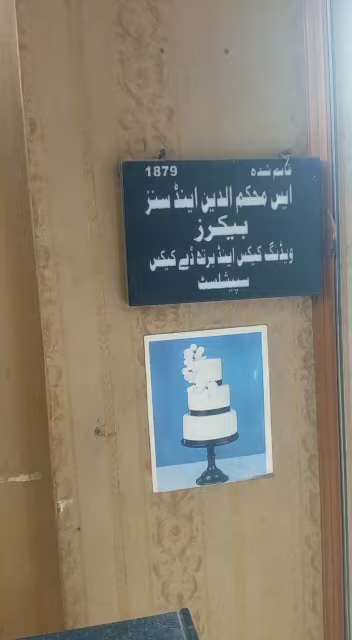 قائم شدہ 1879
ایس محکم الدین اینڈ سنز
بیکرز
ویڈنگ کیکس اینڈ برتھ ڈے کیکس
سپیشلسٹ